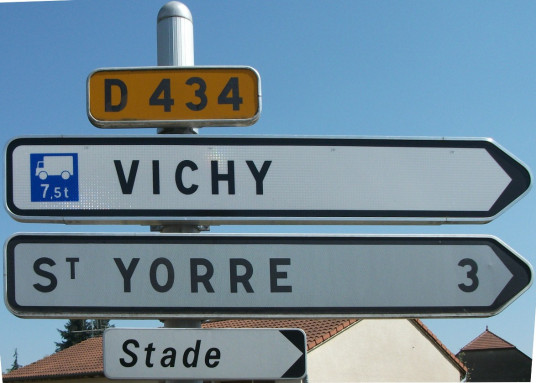 D 434
7,5t VICHY
ST YORRE 3
Stade